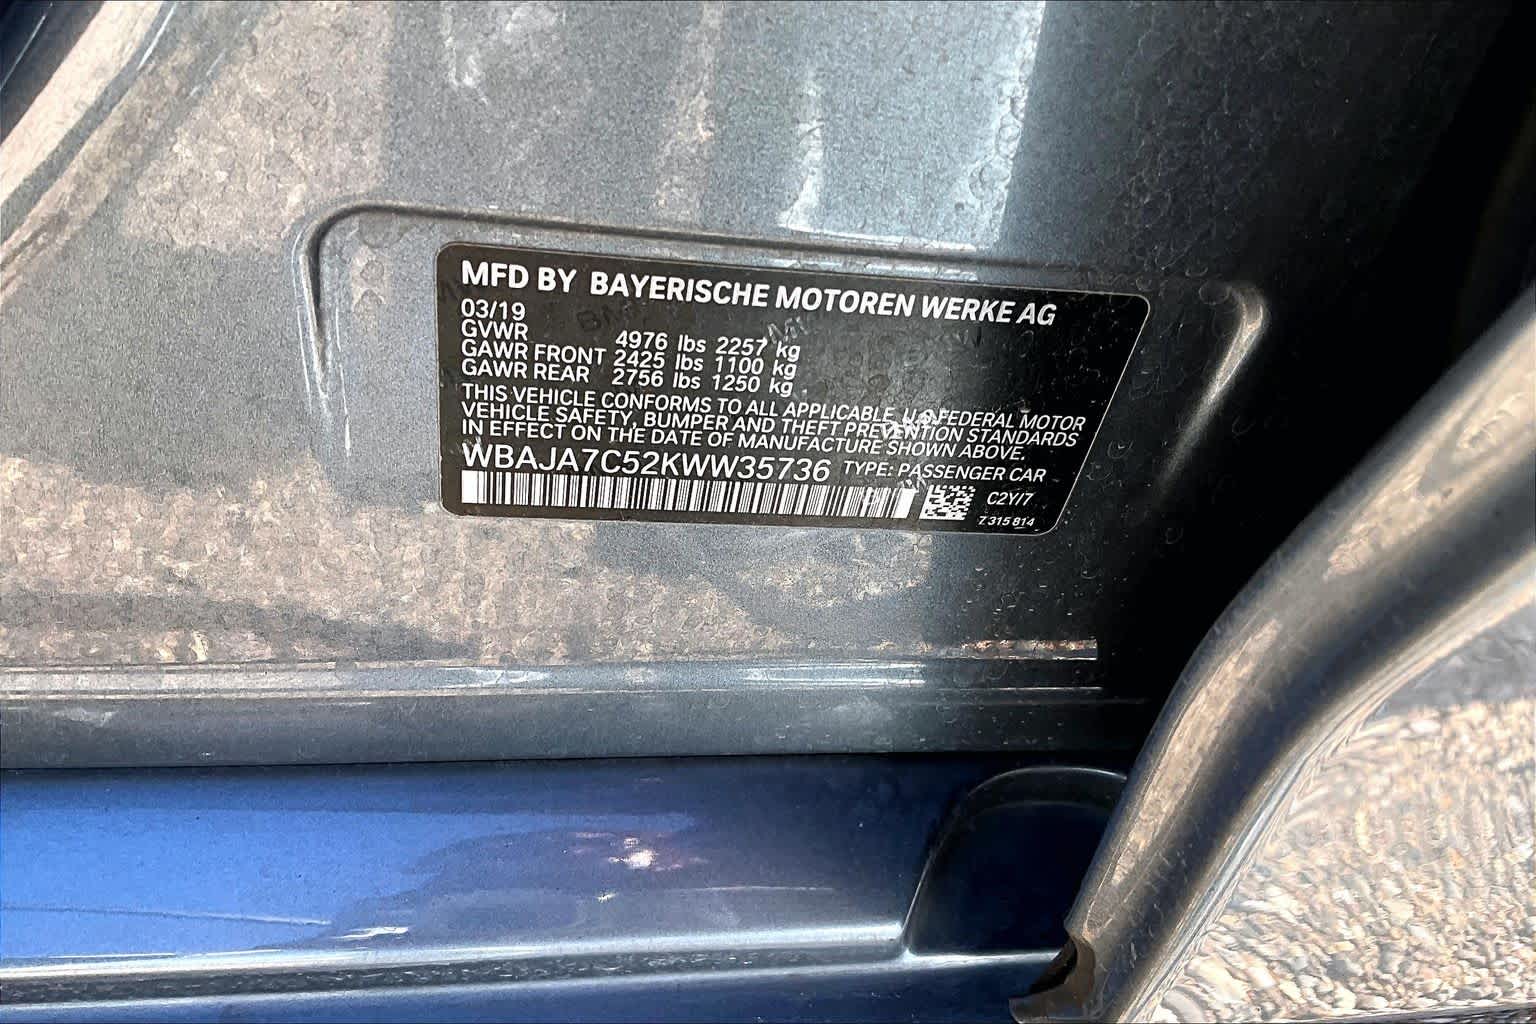 MFD BY BAYERISCHE MOTOREN WERKE AG
03/19
GVWR 4976 lbs 2257 kg
GAWR FRONT 2425 lbs 1100 kg
GAWR REAR 2756 lbs 1250 kg
THIS VEHICLE CONFORMS TO ALL APPLICABLE U.S.FEDERAL MOTOR
VEHICLE SAFETY, BUMPER AND THEFT PREVENTION STANDARDS
IN EFFECT ON THE DATE OF MANUFACTURE SHOWN ABOVE.
WBAJA7C52KWW35736 TYPE: PASSENGER CAR
C2Y/7
7 315 814